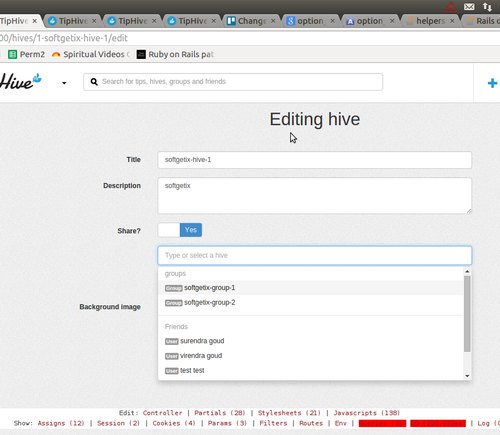 TipHive
TipHive
TipHive
TipHive
Change
option
option
helpers
Rails c
00/hives/1-softgetix-hive-1/edit
Perm2
Spiritual Videos
Ruby on Rails pat
Hive
Search for tips, hives, groups and friends
Editing hive
Title
softgetix-hive-1
Description
softgetix
Share?
Yes
Type or select a hive
groups
Group softgetix-group-1
Group softgetix-group-2
Background image
Friends
User surendra goud
User virendra goud
User test test
Edit: Controller | Partials (28) | Stylesheets (21) | Javascripts (138)
Show: Assigns (12) | Session (2) | Cookies (4) | Params (3) | Filters | Routes | Env | Log (